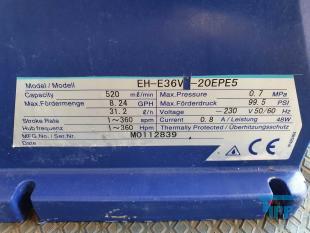 Model / Modell EH-E36V -20EPE5
Capacity 520 mℓ/min Max.Pressure 0.7 MPa
Max.Fördermenge 8.24 GPH Max.Förderdruck 99.5 PSI
31.2 ℓ/h Voltage ~230 V 50/60 Hz
Stroke Rate 1~360 spm Current 0.8 A / Leistung 48W
Hub frequenz 1~360 Hpm Thermally Protected / Überhitzungsschutz
MFG.No./Ser.Nr. M0112839
Date